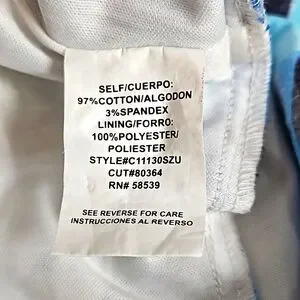 SELF/CUERPO:
97%COTTON/ALGODON
3%SPANDEX
LINING/FORRO:
100%POLYESTER/
POLIESTER
STYLE#C11130SZU
CUT#80364
RN# 58539
SEE REVERSE FOR CARE
INSTRUCCIONES AL REVERSO